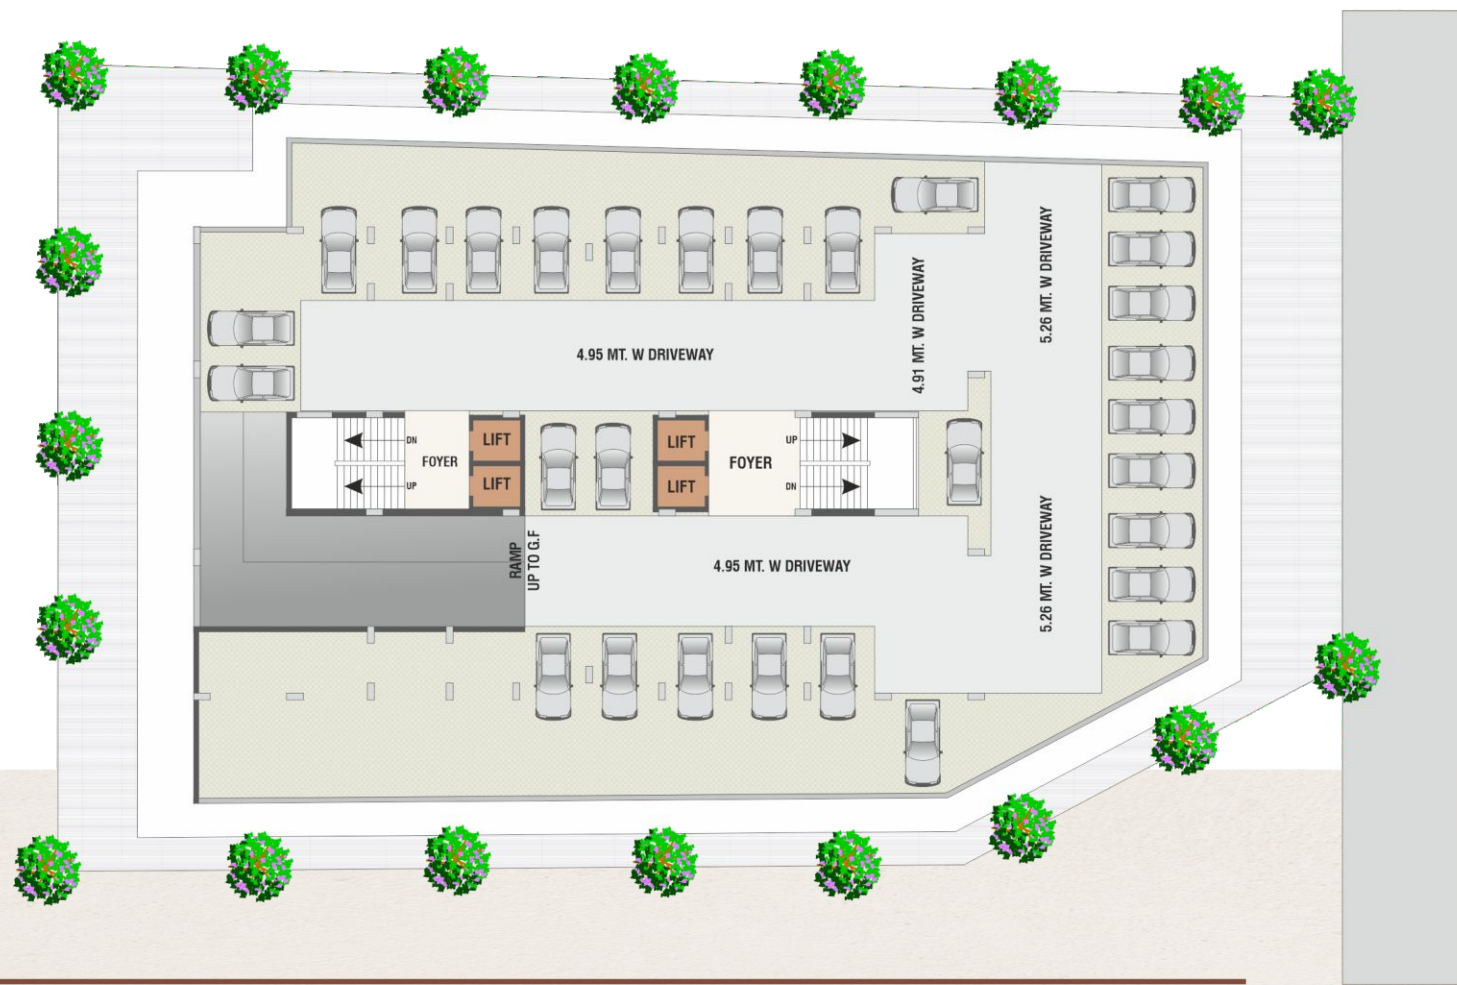 5.26 MT. W DRIVEWAY
4.91 MT. W DRIVEWAY
4.95 MT. W DRIVEWAY
DN
UP
FOYER
LIFT
LIFT
LIFT
LIFT
FOYER
UP
DN
RAMP
UP TO G.F
4.95 MT. W DRIVEWAY
5.26 MT. W DRIVEWAY